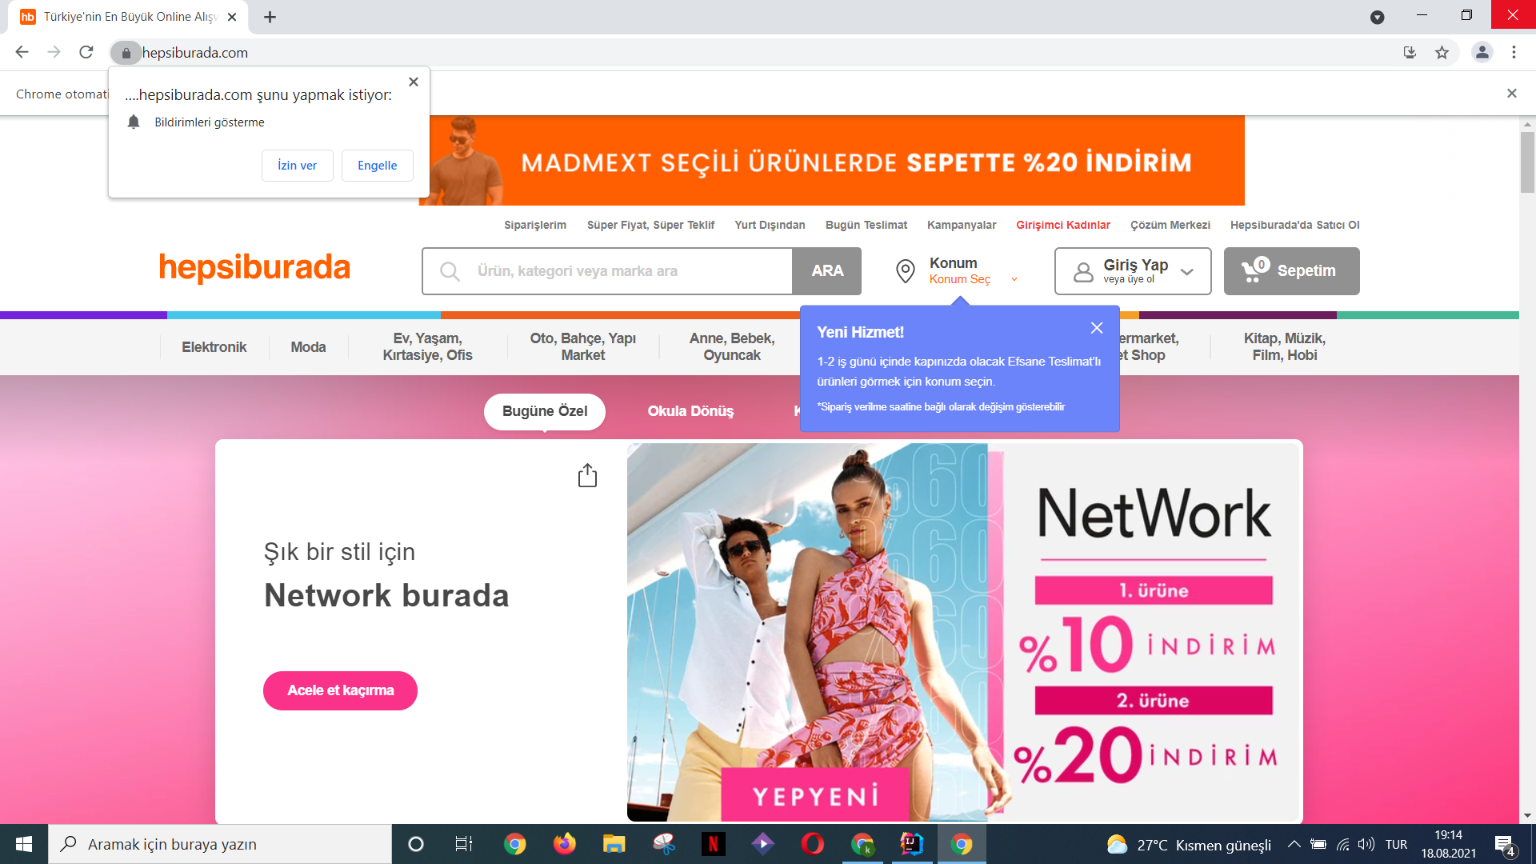 hb Türkiye'nin En Büyük Online Alışv
hepsiburada.com
Chrome otomati
....hepsiburada.com şunu yapmak istiyor:
Bildirimleri gösterme
İzin ver
Engelle
MADMEXT SEÇİLİ ÜRÜNLERDE SEPETTE %20 İNDİRİM
Siparişlerim Süper Fiyat, Süper Teklif Yurt Dışından Bugün Teslimat Kampanyalar Girişimci Kadınlar Çözüm Merkezi Hepsiburada'da Satıcı Ol
hepsiburada
Ürün, kategori veya marka ara
ARA
Konum
Konum Seç
Giriş Yap
veya üye ol
0
Sepetim
Elektronik
Moda
Ev, Yaşam,
Kırtasiye, Ofis
Oto, Bahçe, Yapı
Market
Anne, Bebek,
Oyuncak
ermarket,
et Shop
Kitap, Müzik,
Film, Hobi
Yeni Hizmet!
1-2 iş günü içinde kapınızda olacak Efsane Teslimat'lı
ürünleri görmek için konum seçin.
*Sipariş verilme saatine bağlı olarak değişim gösterebilir
Bugüne Özel
Okula Dönüş
Şık bir stil için
Network burada
Acele et kaçırma
%60
YEPYENİ
NetWork
1. ürüne
%10 İNDİRİM
2. ürüne
%20 İNDİRİM
Aramak için buraya yazın
27°C Kısmen güneşli
TUR
19:14
18.08.2021
4